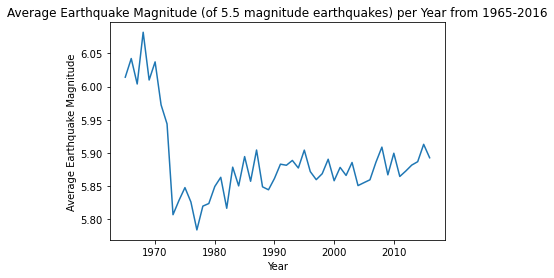 Average Earthquake Magnitude (of 5.5 magnitude earthquakes) per Year from 1965-2016
Average Earthquake Magnitude
6.05
6.00
5.95
5.90
5.85
5.80
1970 1980 1990 2000 2010
Year